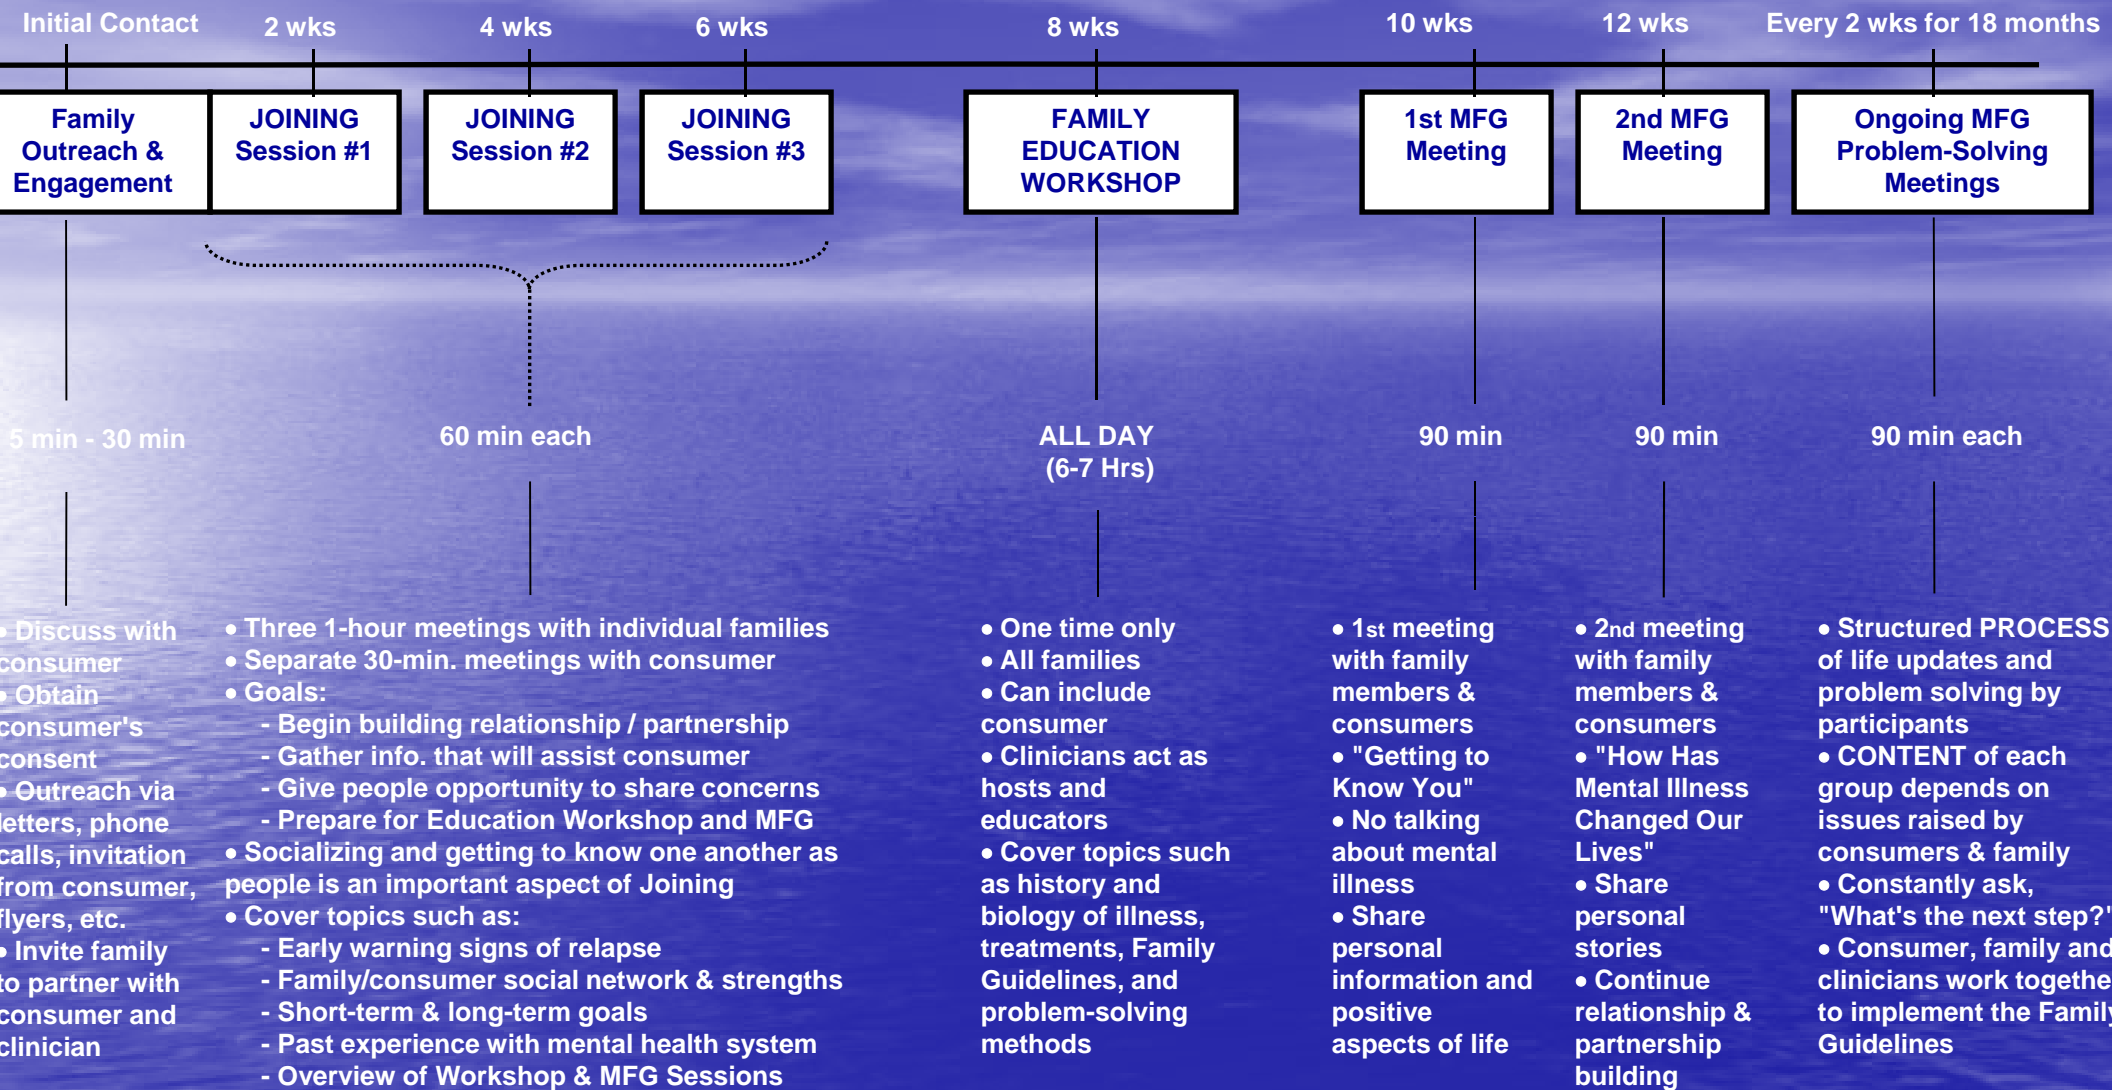 Initial Contact
2 wks
4 wks
6 wks
8 wks
10 wks
12 wks
Every 2 wks for 18 months
Family
Outreach &
Engagement
JOINING
Session #1
JOINING
Session #2
JOINING
Session #3
FAMILY
EDUCATION
WORKSHOP
1st MFG
Meeting
2nd MFG
Meeting
Ongoing MFG
Problem-Solving
Meetings
5 min - 30 min
60 min each
ALL DAY
(6-7 Hrs)
90 min
90 min
90 min each
• Discuss with
consumer
• Obtain
consumer's
consent
• Outreach via
letters, phone
calls, invitation
from consumer,
flyers, etc.
• Invite family
to partner with
consumer and
clinician
• Three 1-hour meetings with individual families
• Separate 30-min. meetings with consumer
• Goals:
- Begin building relationship / partnership
- Gather info. that will assist consumer
- Give people opportunity to share concerns
- Prepare for Education Workshop and MFG
• Socializing and getting to know one another as
people is an important aspect of Joining
• Cover topics such as:
- Early warning signs of relapse
- Family/consumer social network & strengths
- Short-term & long-term goals
- Past experience with mental health system
- Overview of Workshop & MFG Sessions
• One time only
• All families
• Can include
consumer
• Clinicians act as
hosts and
educators
• Cover topics such
as history and
biology of illness,
treatments, Family
Guidelines, and
problem-solving
methods
• 1st meeting
with family
members &
consumers
• "Getting to
Know You"
• No talking
about mental
illness
• Share
personal
information and
positive
aspects of life
• 2nd meeting
with family
members &
consumers
• "How Has
Mental Illness
Changed Our
Lives"
• Share
personal
stories
• Continue
relationship &
partnership
building
• Structured PROCESS
of life updates and
problem solving by
participants
• CONTENT of each
group depends on
issues raised by
consumers & family
• Constantly ask,
"What's the next step?"
• Consumer, family and
clinicians work together
to implement the Family
Guidelines